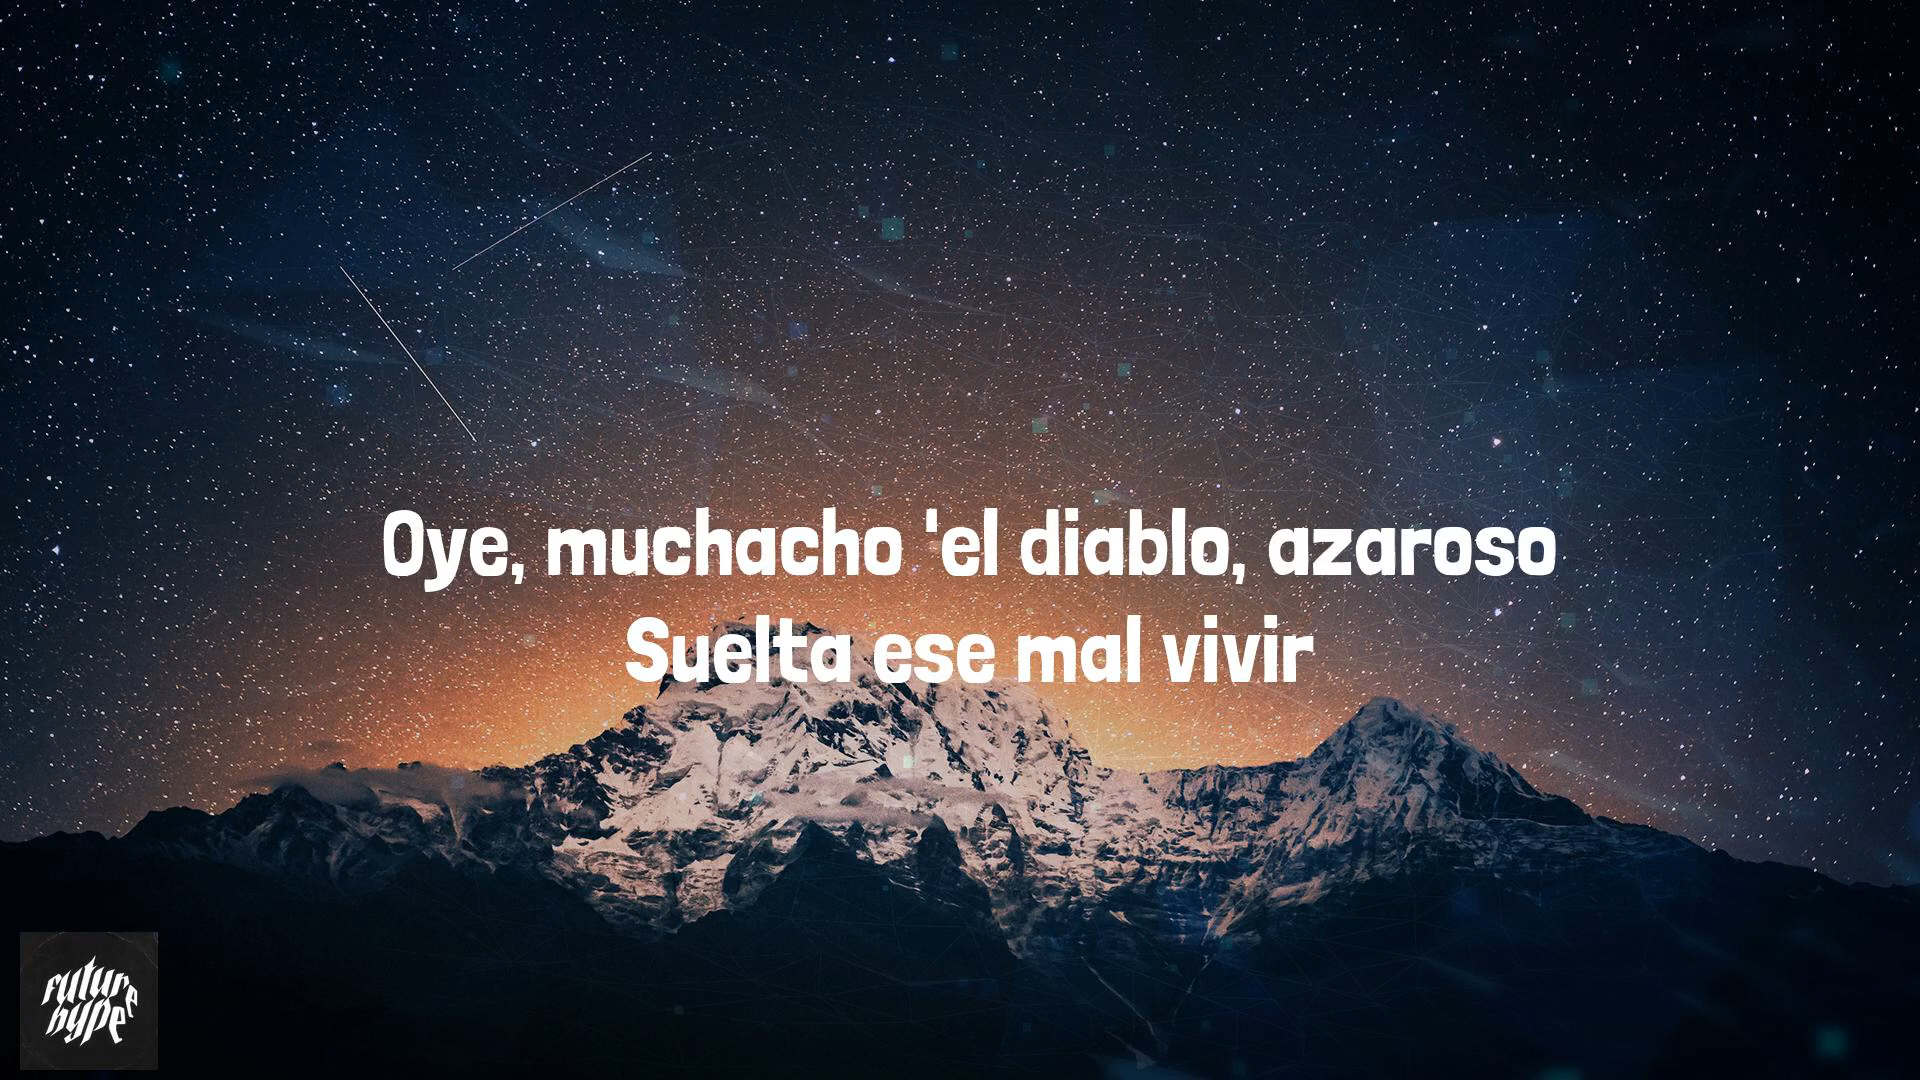 Oye, muchacho 'el diablo, azaroso
Suelta ese mal vivir
future
hype